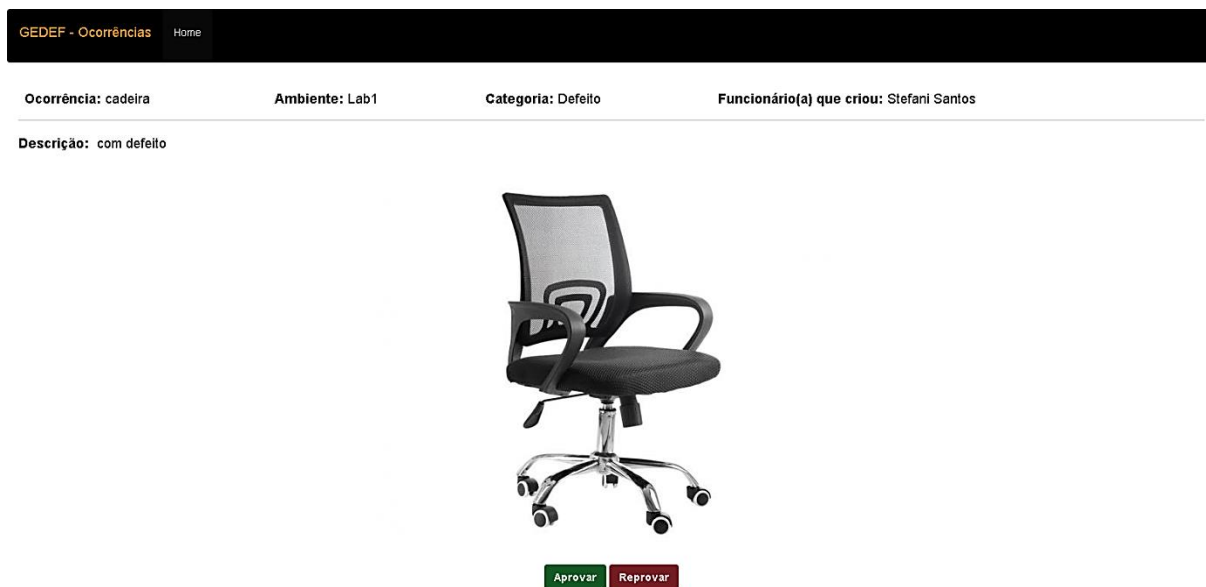 GEDEF - Ocorrências Home
Ocorrência: cadeira Ambiente: Lab1 Categoria: Defeito Funcionário(a) que criou: Stefani Santos
Descrição: com defeito
Aprovar Reprovar